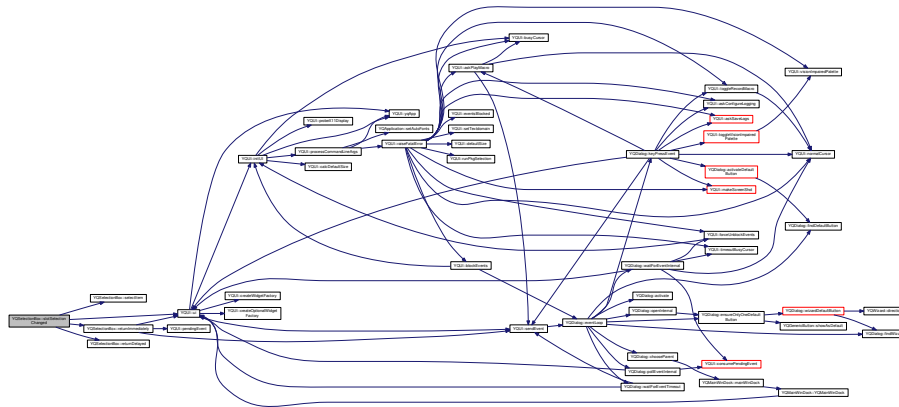 YQSelectionBox::slotSelection
Changed
YQSelectionBox::selectItem
YQSelectionBox::returnImmediately
YQSelectionBox::returnDelayed
YQUI::ui
YQUI::pendingEvent
YQUI::initUI
YQUI::createWidgetFactory
YQUI::createOptionalWidget
Factory
YQUI::probeX11Display
YQUI::processCommandLineArgs
YQUI::calcDefaultSize
YQUI::yqApp
YQApplication::setAutoFonts
YQUI::raiseFatalError
YQUI::blockEvents
YQUI::busyCursor
YQUI::askPlayMacro
YQUI::eventsBlocked
YQUI::setTextdomain
YQUI::defaultSize
YQUI::runPkgSelection
YQUI::sendEvent
YQDialog::eventLoop
YQDialog::keyPressEvent
YQDialog::waitForEventInternal
YQDialog::activate
YQDialog::openInternal
YQDialog::chooseParent
YQDialog::pollEventInternal
YQDialog::waitForEventTimeout
YQUI::toggleRecordMacro
YQUI::askConfigureLogging
YQUI::askSaveLogs
YQUI::toggleVisionImpaired
Palette
YQDialog::activateDefault
Button
YQUI::makeScreenShot
YQUI::forceUnblockEvents
YQUI::timeoutBusyCursor
YQDialog::ensureOnlyOneDefault
Button
YQUI::consumePendingEvent
YQMainWinDock::mainWinDock
YQUI::visionImpairedPalette
YQUI::normalCursor
YQDialog::findDefaultButton
YQDialog::wizardDefaultButton
YQGenericButton::showAsDefault
YQMainWinDock::YQMainWinDock
YQWizard::direction
YQDialog::findWizard